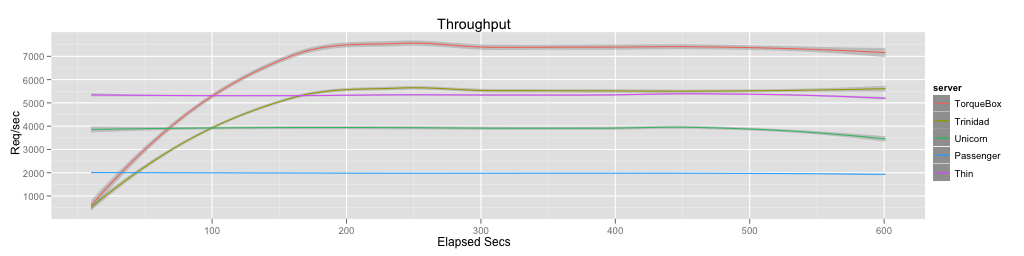 Throughput
Req/sec
7000
6000
5000
4000
3000
2000
1000
100 200 300 400 500 600
Elapsed Secs
server
TorqueBox
Trinidad
Unicorn
Passenger
Thin